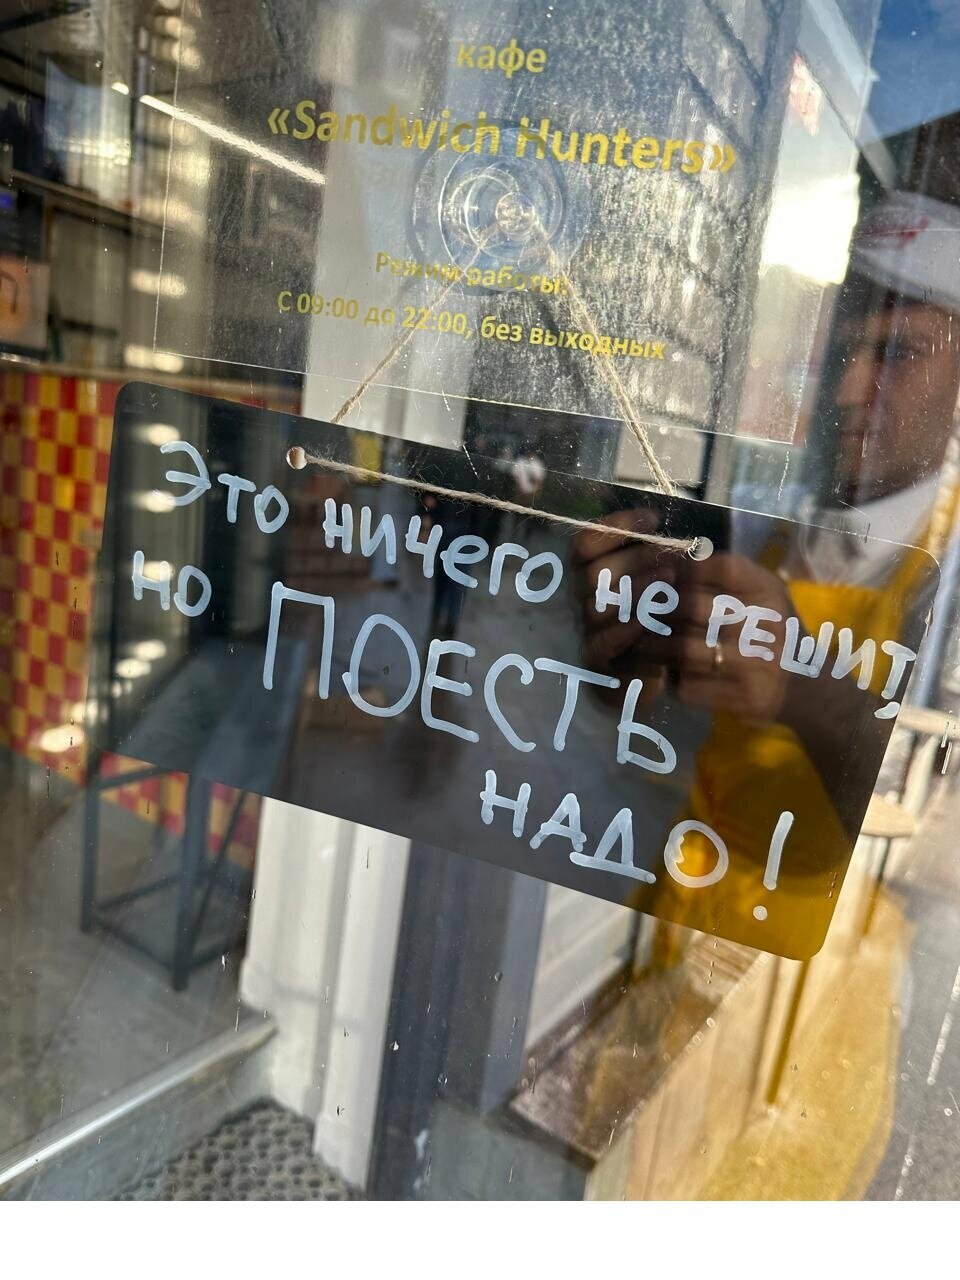 кафе
«Sandwich Hunters»
Режим работы:
С 09:00 до 22:00, без выходных
Это ничего не РЕШИТ,
но ПОЕСТЬ
НАДО!